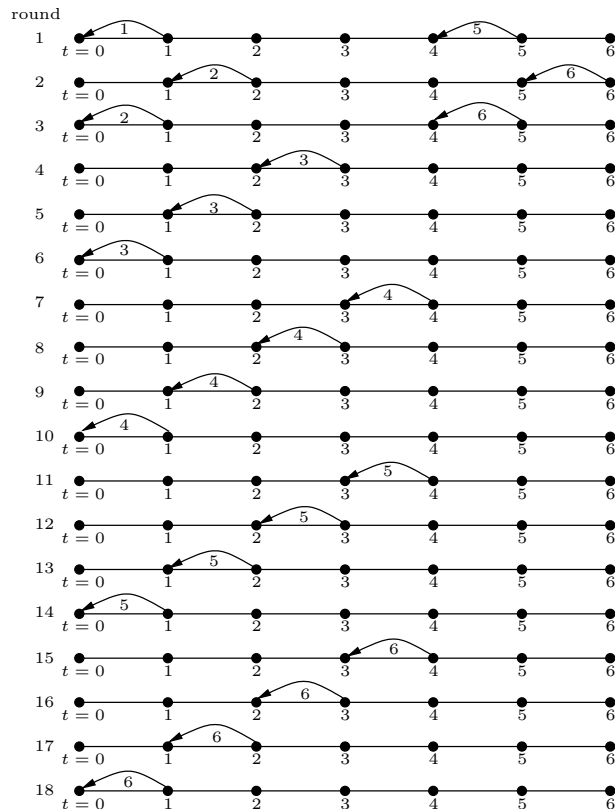 round
1 1 5
t = 0 1 2 3 4 5 6
2 2 6
t = 0 1 2 3 4 5 6
3 2 6
t = 0 1 2 3 4 5 6
4 3
t = 0 1 2 3 4 5 6
5 3
t = 0 1 2 3 4 5 6
6 3
t = 0 1 2 3 4 5 6
7 4
t = 0 1 2 3 4 5 6
8 4
t = 0 1 2 3 4 5 6
9 4
t = 0 1 2 3 4 5 6
10 4
t = 0 1 2 3 4 5 6
11 5
t = 0 1 2 3 4 5 6
12 5
t = 0 1 2 3 4 5 6
13 5
t = 0 1 2 3 4 5 6
14 5
t = 0 1 2 3 4 5 6
15 6
t = 0 1 2 3 4 5 6
16 6
t = 0 1 2 3 4 5 6
17 6
t = 0 1 2 3 4 5 6
18 6
t = 0 1 2 3 4 5 6